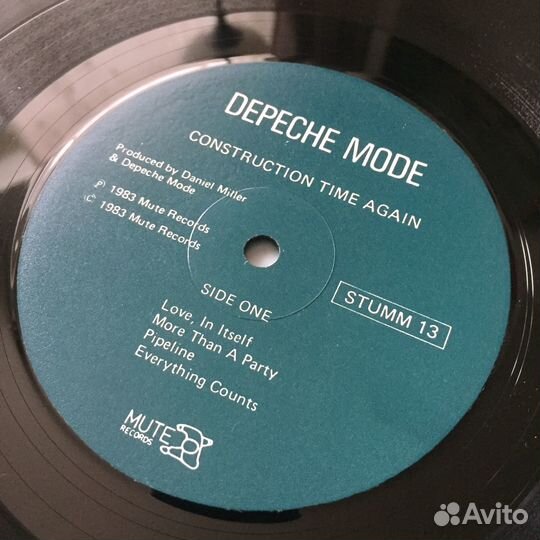 DEPECHE MODE
CONSTRUCTION TIME AGAIN
Produced by Daniel Miller
& Depeche Mode
Ⓟ 1983 Mute Records
© 1983 Mute Records
SIDE ONE
STUMM 13
Love, In Itself
More Than A Party
Pipeline
Everything Counts
MUTE
RECORDS
Avito